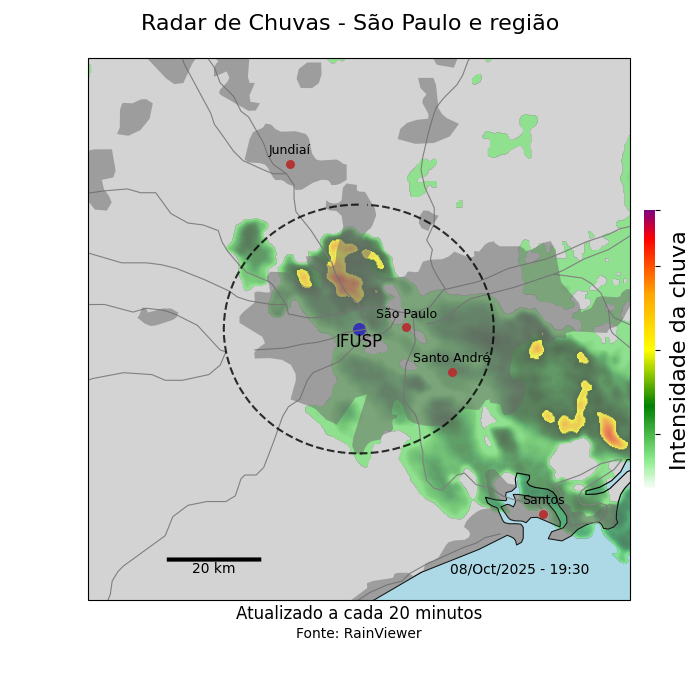 Radar de Chuvas - São Paulo e região
Jundiaí
São Paulo
IFUSP
Santo André
Santos
20 km
08/Oct/2025 - 19:30
Intensidade da chuva
Atualizado a cada 20 minutos
Fonte: RainViewer